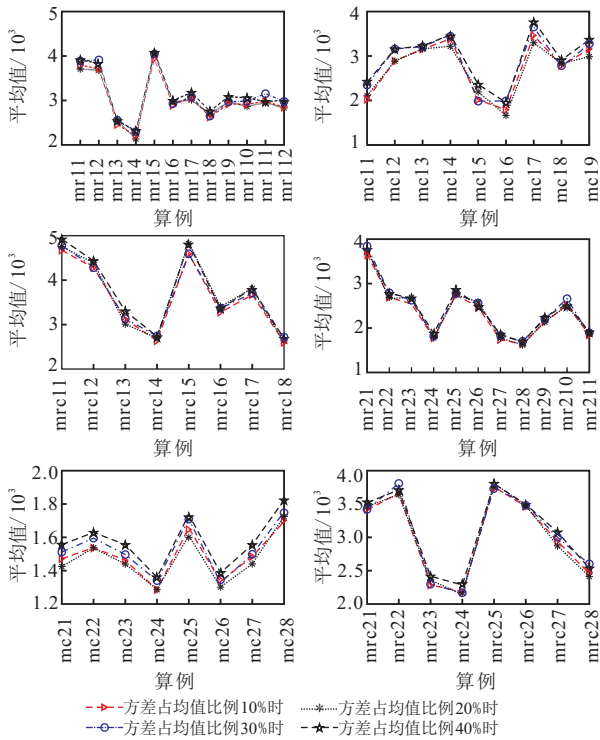 平均值/10³
5
4
3
2
mr11
mr12
mr13
mr14
mr15
mr16
mr17
mr18
mr19
mr110
mr111
mr112
算例
平均值/10³
4
3
2
1
mc11
mc12
mc13
mc14
mc15
mc16
mc17
mc18
mc19
算例
平均值/10³
5
4
3
2
mrc11
mrc12
mrc13
mrc14
mrc15
mrc16
mrc17
mrc18
算例
平均值/10³
4
3
2
1
mr21
mr22
mr23
mr24
mr25
mr26
mr27
mr28
mr29
mr210
mr211
算例
平均值/10³
2.0
1.8
1.6
1.4
1.2
mc21
mc22
mc23
mc24
mc25
mc26
mc27
mc28
算例
平均值/10³
4.0
3.5
3.0
2.5
2.0
mrc21
mrc22
mrc23
mrc24
mrc25
mrc26
mrc27
mrc28
算例
方差占均值比例10%时 方差占均值比例20%时
方差占均值比例30%时 方差占均值比例40%时